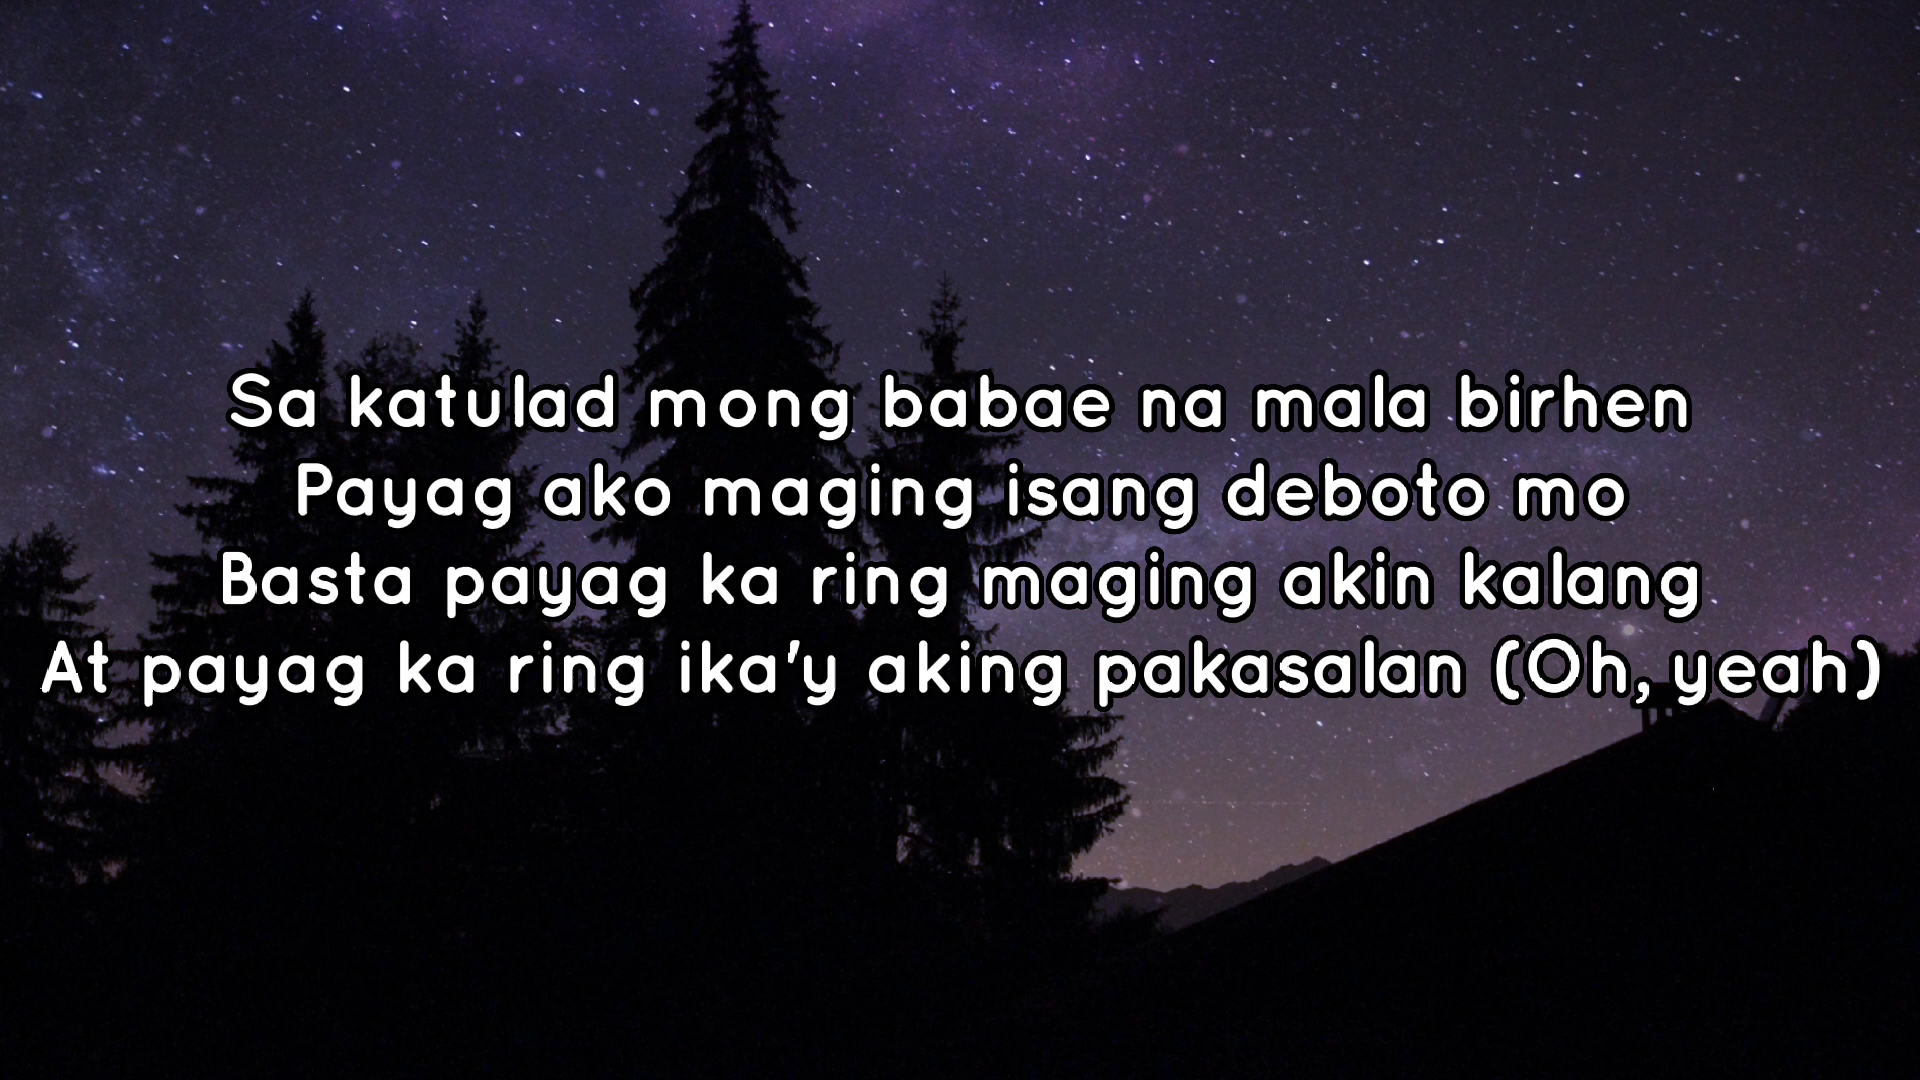 Sa katulad mong babae na mala birhen
Payag ako maging isang deboto mo
Basta payag ka ring maging akin kalang
At payag ka ring ika'y aking pakasalan (Oh, yeah)